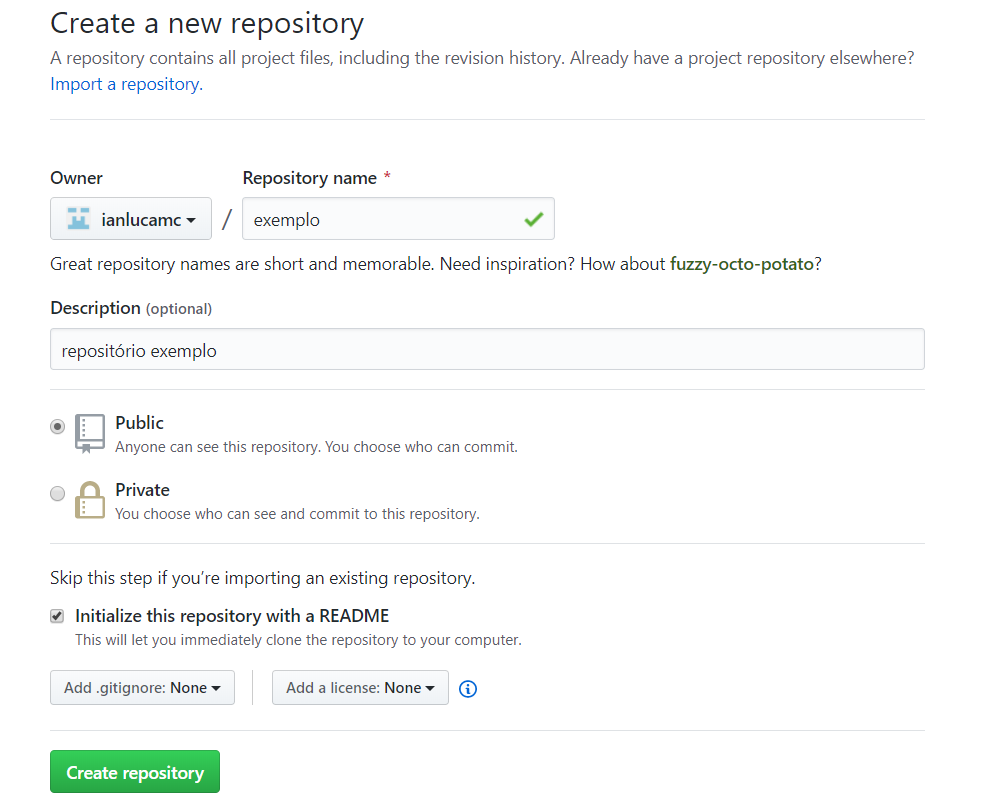 Create a new repository
A repository contains all project files, including the revision history. Already have a project repository elsewhere?
Import a repository.
Owner
Repository name *
ianlucamc
/
exemplo
Great repository names are short and memorable. Need inspiration? How about fuzzy-octo-potato?
Description (optional)
repositório exemplo
Public
Anyone can see this repository. You choose who can commit.
Private
You choose who can see and commit to this repository.
Skip this step if you’re importing an existing repository.
Initialize this repository with a README
This will let you immediately clone the repository to your computer.
Add .gitignore: None
Add a license: None
Create repository